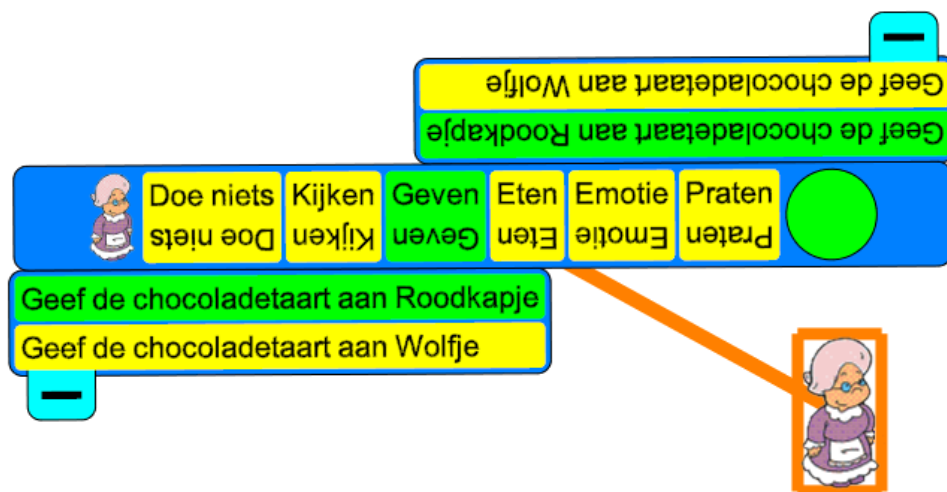 Geef de chocoladetaart aan Wolfje
Geef de chocoladetaart aan Roodkapje
Doe niets Kijken Geven Eten Emotie Praten
Doe niets Kijken Geven Eten Emotie Praten
Geef de chocoladetaart aan Roodkapje
Geef de chocoladetaart aan Wolfje